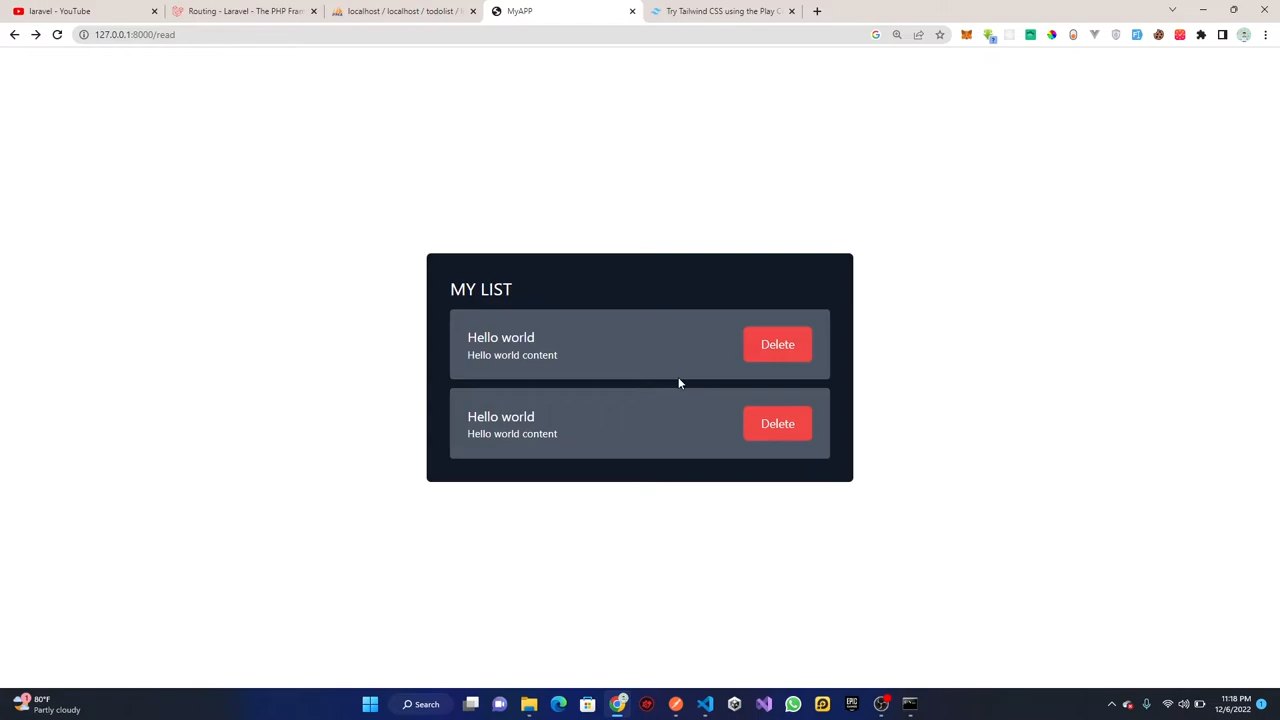 laravel - YouTube
Routing - Laravel - The PHP Fram
localhost / localhost / todolists / l
MyAPP
Try Tailwind CSS using the Play C
127.0.0.1:8000/read
MY LIST
Hello world
Hello world content
Delete
Hello world
Hello world content
Delete
80°F
Partly cloudy
Search
11:18 PM
12/6/2022